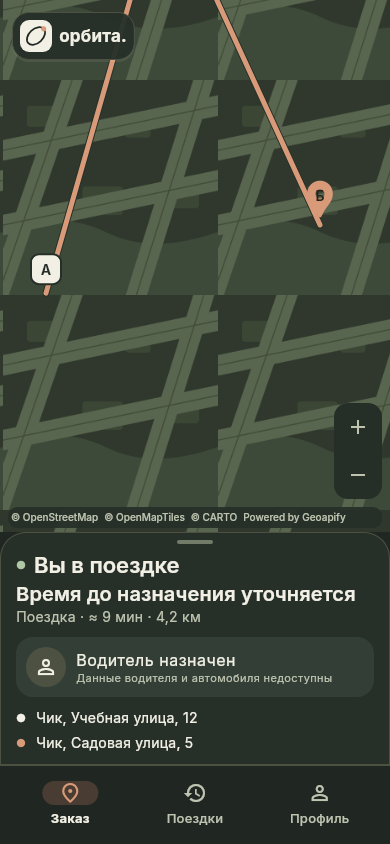 орбита.
Б
A
+
−
© OpenStreetMap © OpenMapTiles © CARTO Powered by Geoapify
Вы в поездке
Время до назначения уточняется
Поездка · ≈ 9 мин · 4,2 км
Водитель назначен
Данные водителя и автомобиля недоступны
Чик, Учебная улица, 12
Чик, Садовая улица, 5
Заказ Поездки Профиль